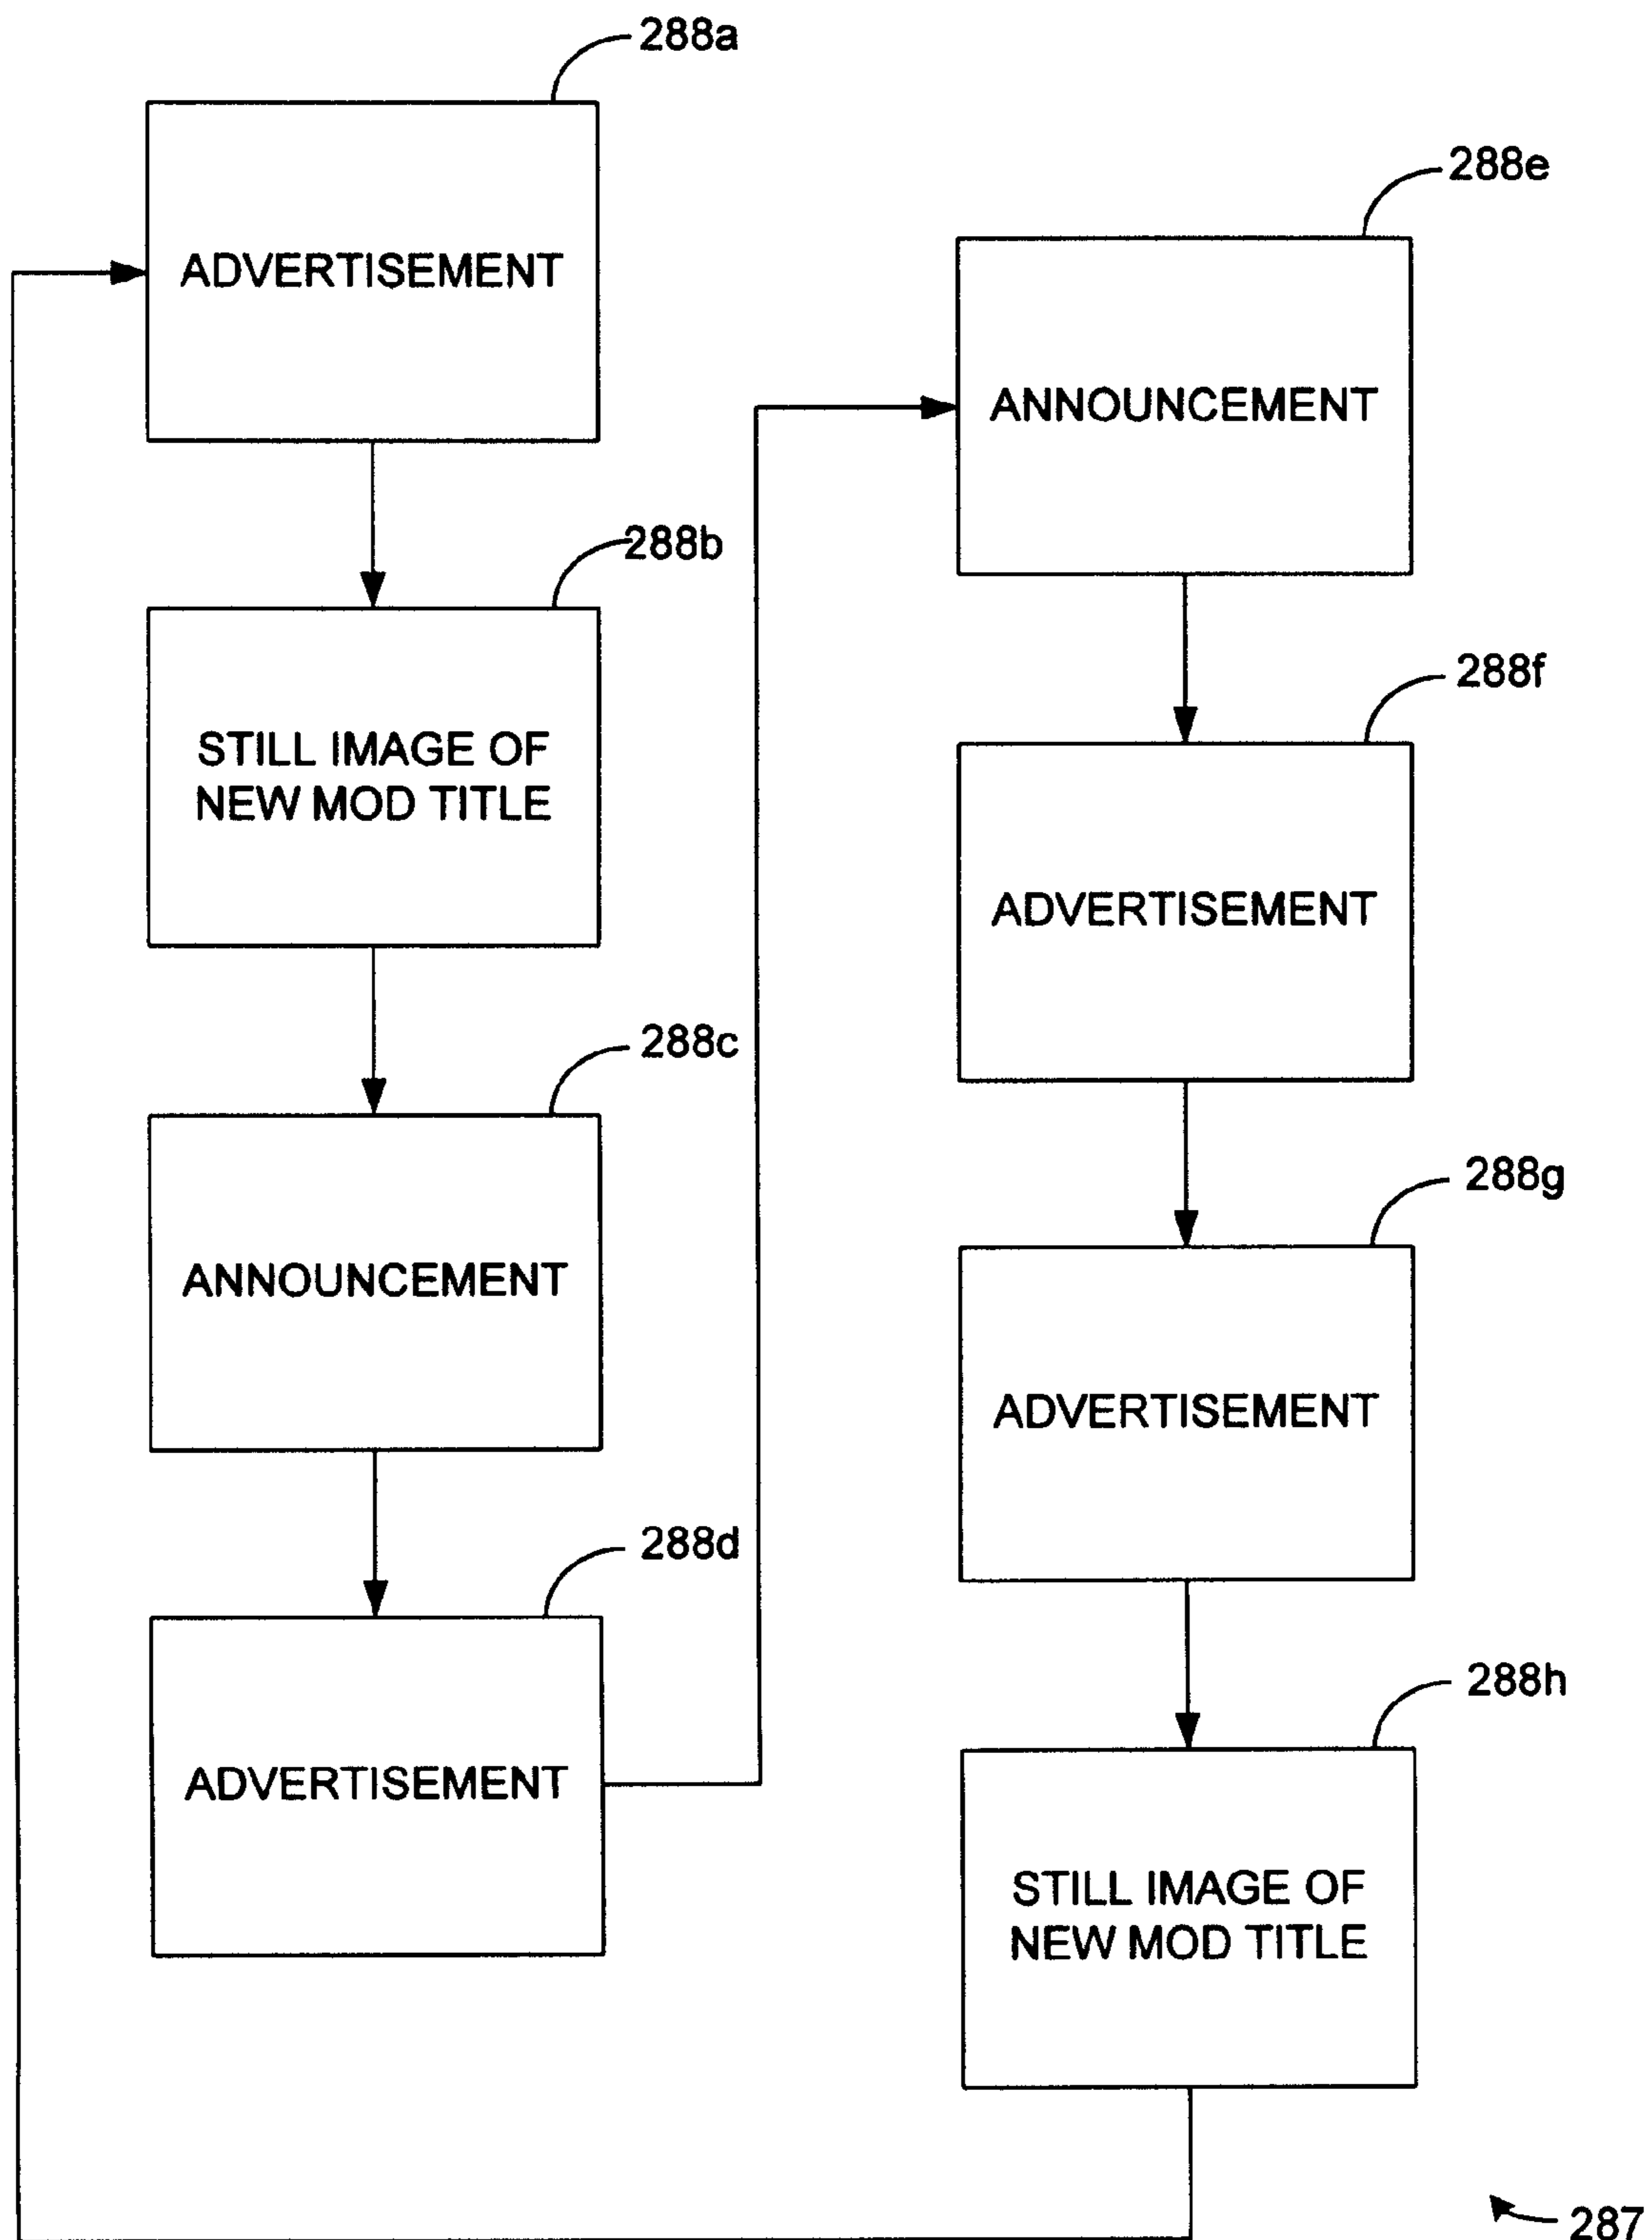 288a
ADVERTISEMENT
288b
STILL IMAGE OF
NEW MOD TITLE
288c
ANNOUNCEMENT
288d
ADVERTISEMENT
288e
ANNOUNCEMENT
288f
ADVERTISEMENT
288g
ADVERTISEMENT
288h
STILL IMAGE OF
NEW MOD TITLE
287